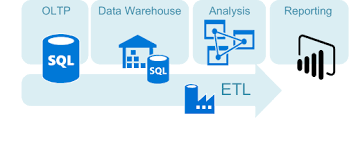 OLTP
Data Warehouse
Analysis
Reporting
SQL
SQL
ETL